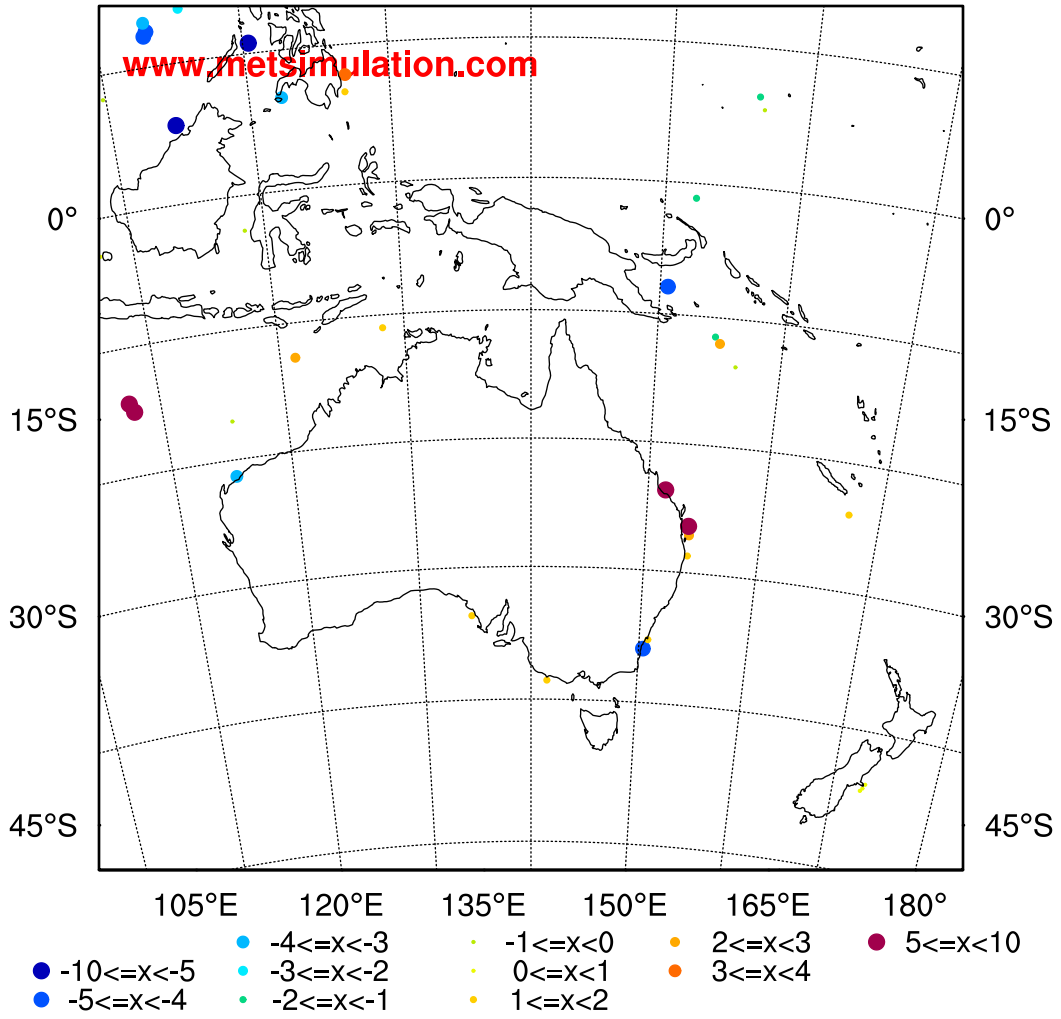 www.metsimulation.com
0° 0°
15°S 15°S
30°S 30°S
45°S 45°S
105°E 120°E 135°E 150°E 165°E 180°
-4<=x<-3 -1<=x<0 2<=x<3 5<=x<10
-10<=x<-5 -3<=x<-2 0<=x<1 3<=x<4
-5<=x<-4 -2<=x<-1 1<=x<2